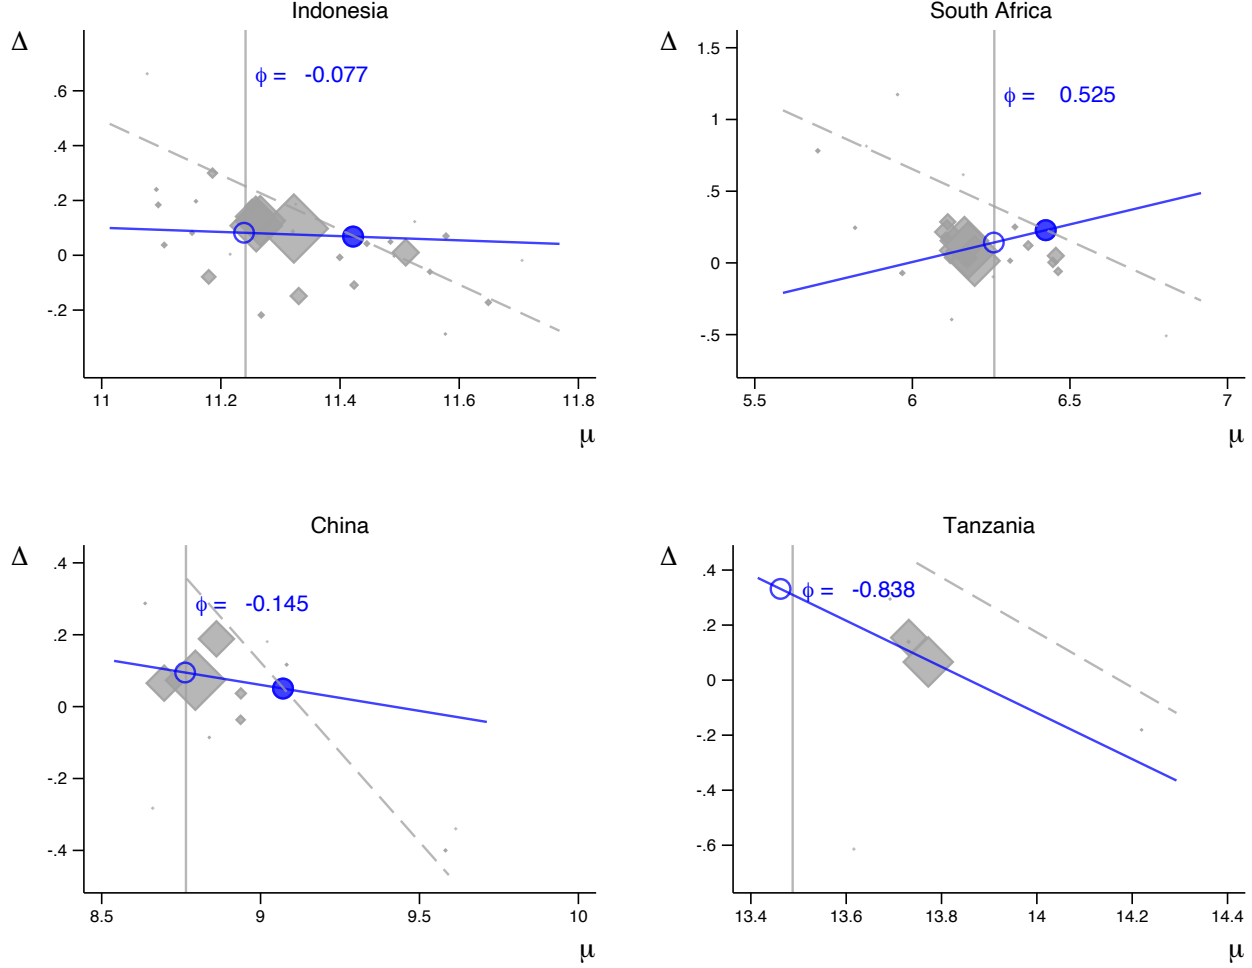 Indonesia
Δ
ϕ = -0.077
.6
.4
.2
0
-.2
11 11.2 11.4 11.6 11.8
μ
South Africa
Δ
ϕ = 0.525
1.5
1
.5
0
-.5
5.5 6 6.5 7
μ
China
Δ
ϕ = -0.145
.4
.2
0
-.2
-.4
8.5 9 9.5 10
μ
Tanzania
Δ
ϕ = -0.838
.4
.2
0
-.2
-.4
-.6
13.4 13.6 13.8 14 14.2 14.4
μ